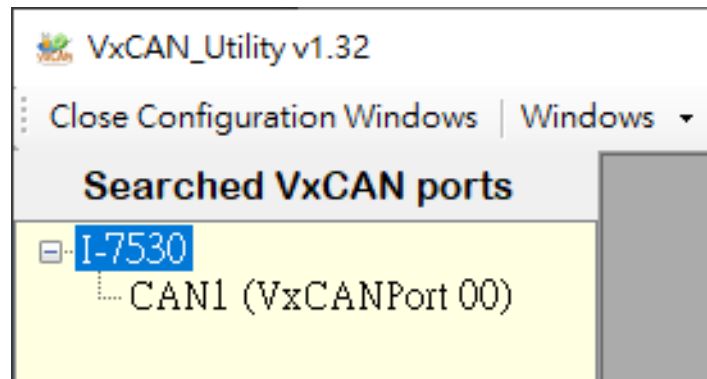 VxCAN_Utility v1.32
Close Configuration Windows Windows
Searched VxCAN ports
I-7530
CAN1 (VxCANPort 00)